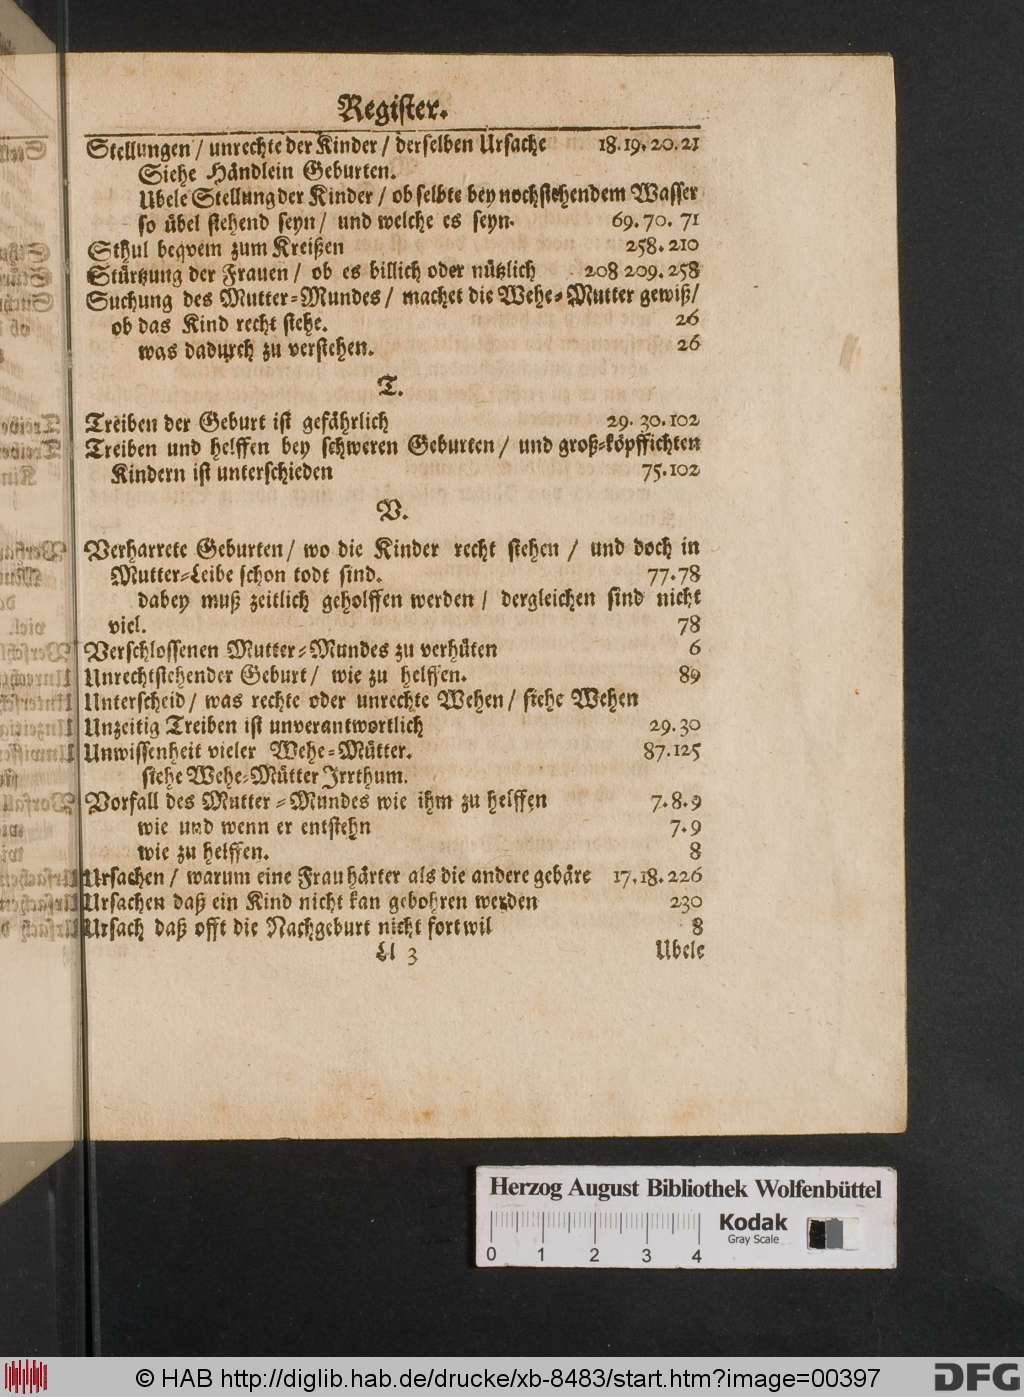 Register.
Stellungen / unrechte der Kinder / derselben Ursache 18.19.20.21
Siehe Händlein Geburten.
Ubele Stellung der Kinder / ob selbte bey nochstehendem Wasser
so übel stehend seyn / und welche es seyn. 69.70. 71
Sthul beqvem zum Kreißen 258.210
Stürtzung der Frauen / ob es billich oder nützlich 208 209.258
Suchung des Mutter-Mundes / machet die Wehe-Mutter gewiß /
ob das Kind recht stehe. 26
was dadurch zu verstehen. 26
T.
Treiben der Geburt ist gefährlich 29. 30.102
Treiben und helffen bey schweren Geburten / und groß-köpffichten
Kindern ist unterschieden 75.102
V.
Verharrete Geburten / wo die Kinder recht stehen / und doch in
Mutter-Leibe schon todt sind. 77.78
dabey muß zeitlich geholffen werden / dergleichen sind nicht
viel. 78
Verschlossenen Mutter-Mundes zu verhüten 6
Unrechtstehender Geburt / wie zu helffen. 89
Unterscheid / was rechte oder unrechte Wehen / siehe Wehen
Unzeitig Treiben ist unverantwortlich 29.30
Unwissenheit vieler Wehe-Mütter. 87.125
siehe Wehe-Mütter Irrthum.
Vorfall des Mutter-Mundes wie ihm zu helffen 7.8.9
wie und wenn er entstehn 7.9
wie zu helffen. 8
Ursachen / warum eine Frau härter als die andere gebäre 17.18.226
Ursachen daß ein Kind nicht kan gebohren werden 230
Ursach daß offt die Nachgeburt nicht fort wil 8
Ll 3 Ubele
Herzog August Bibliothek Wolfenbüttel
Kodak
Gray Scale
0 1 2 3 4
© HAB http://diglib.hab.de/drucke/xb-8483/start.htm?image=00397
DFG